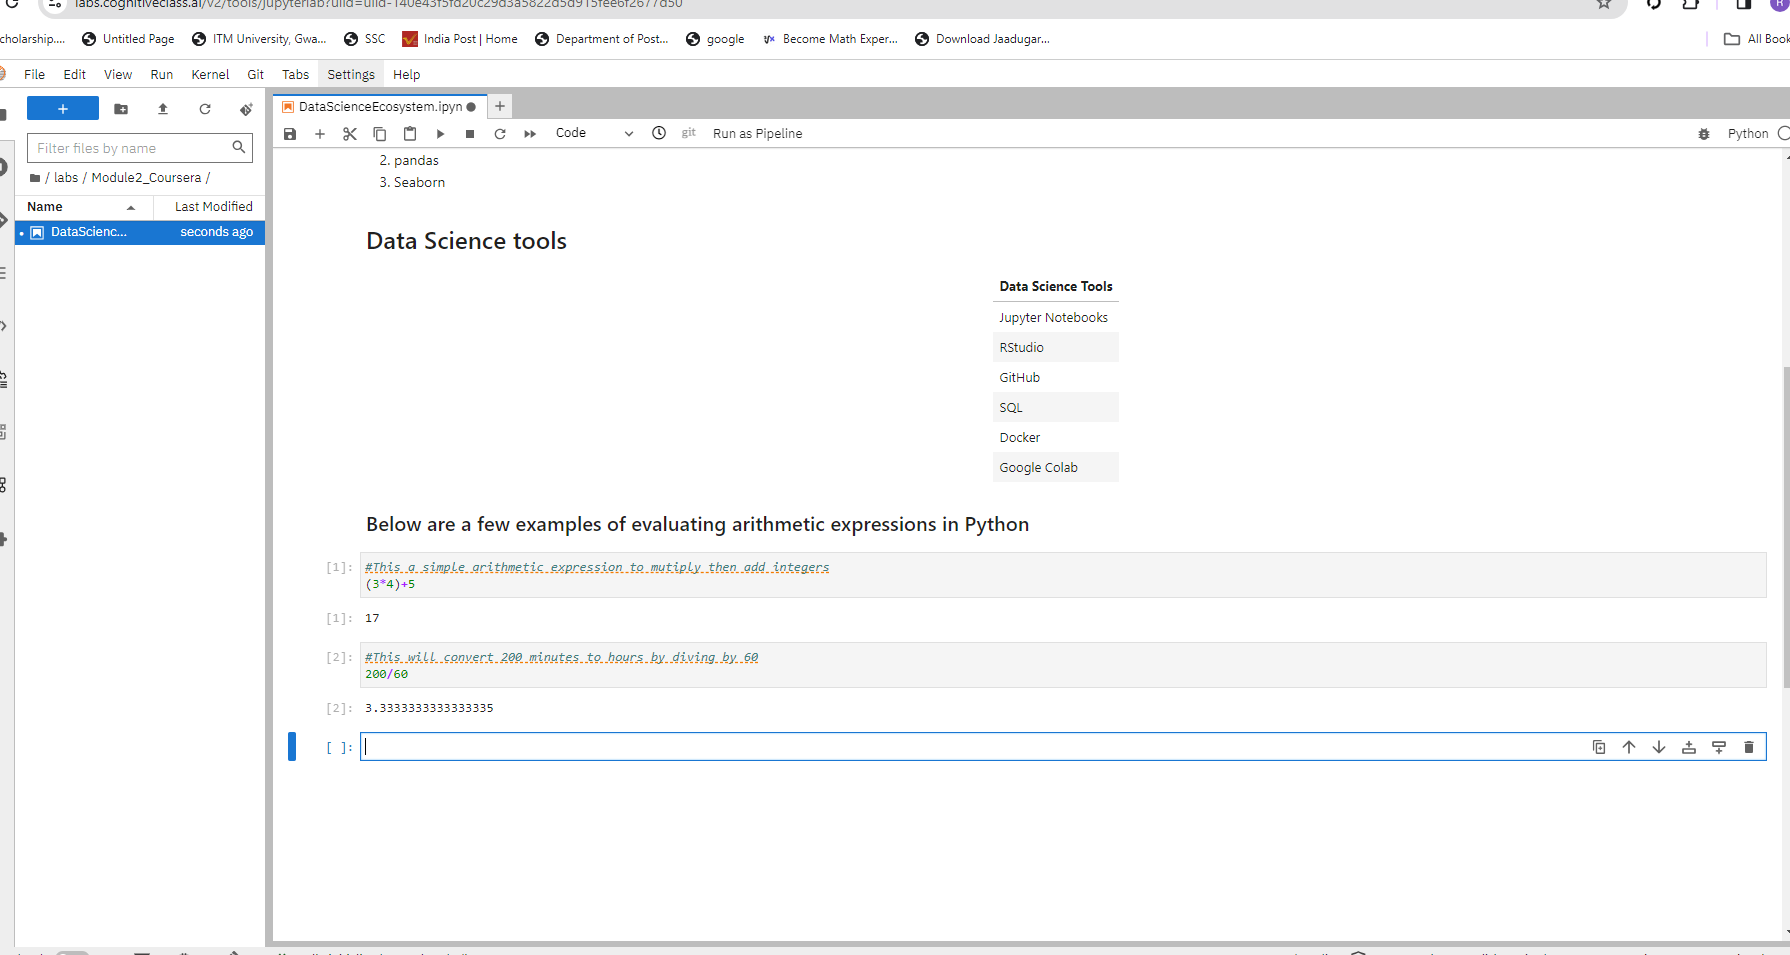 labs.cognitiveclass.ai/v2/tools/jupyterlab?ulid=ulid-140e43f5fd20c29d3a5822d5d915fee6f2677d50
cholarship.... Untitled Page ITM University, Gwa... SSC India Post | Home Department of Post... google Become Math Exper... Download Jaadugar... All Book
File Edit View Run Kernel Git Tabs Settings Help
DataScienceEcosystem.ipyn
Code git Run as Pipeline Python
Filter files by name
/ labs / Module2_Coursera /
Name Last Modified
DataScienc... seconds ago
2. pandas
3. Seaborn
Data Science tools
Data Science Tools
Jupyter Notebooks
RStudio
GitHub
SQL
Docker
Google Colab
Below are a few examples of evaluating arithmetic expressions in Python
[1]: #This a simple arithmetic expression to mutiply then add integers
(3*4)+5
[1]: 17
[2]: #This will convert 200 minutes to hours by diving by 60
200/60
[2]: 3.3333333333333335
[ ]: